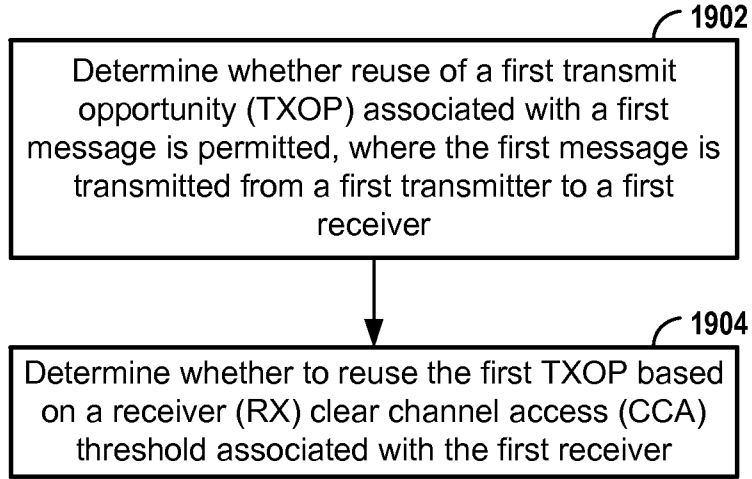 1902
Determine whether reuse of a first transmit
opportunity (TXOP) associated with a first
message is permitted, where the first message is
transmitted from a first transmitter to a first
receiver
1904
Determine whether to reuse the first TXOP based
on a receiver (RX) clear channel access (CCA)
threshold associated with the first receiver